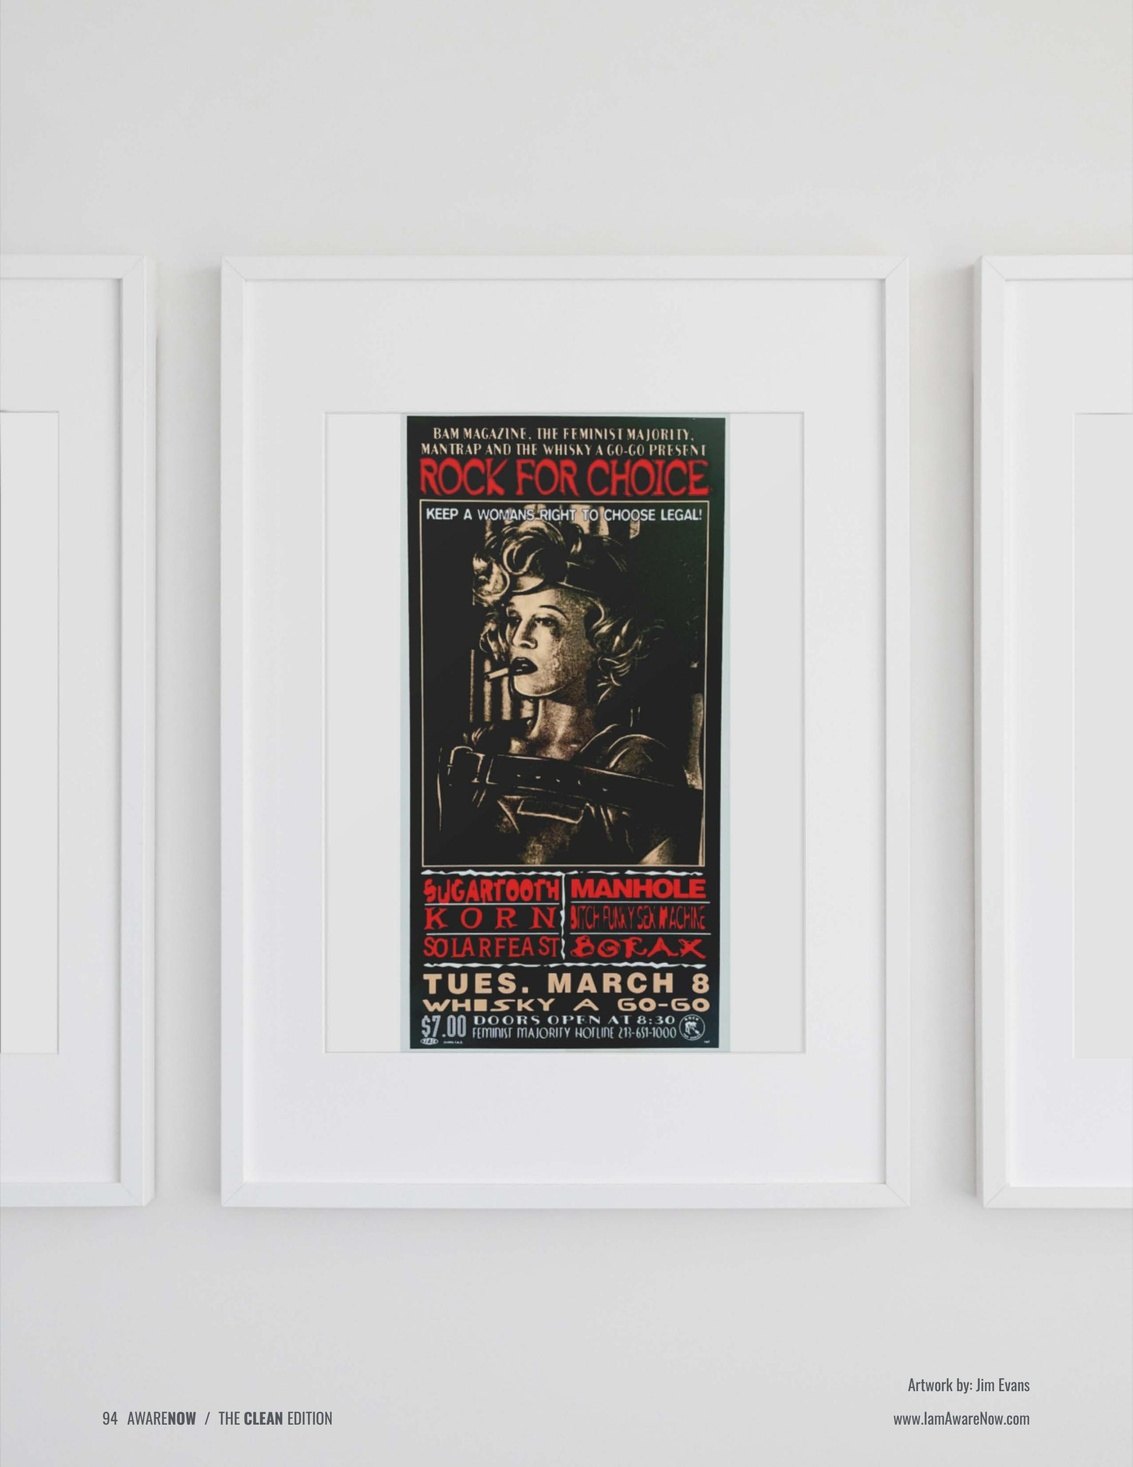 BAM MAGAZINE, THE FEMINIST MAJORITY,
MANTRAP AND THE WHISKY A GO-GO PRESENT
ROCK FOR CHOICE
KEEP A WOMANS RIGHT TO CHOOSE LEGAL!
SUGARTOOTH MANHOLE
KORN BITCH FUNKY SEX MACHINE
SOLARFEAST BORAX
TUES. MARCH 8
WHISKY A GO-GO
$7.00 DOORS OPEN AT 8:30
FEMINIST MAJORITY HOTLINE 213-651-1000
Artwork by: Jim Evans
94 AWARENOW / THE CLEAN EDITION
www.IamAwareNow.com